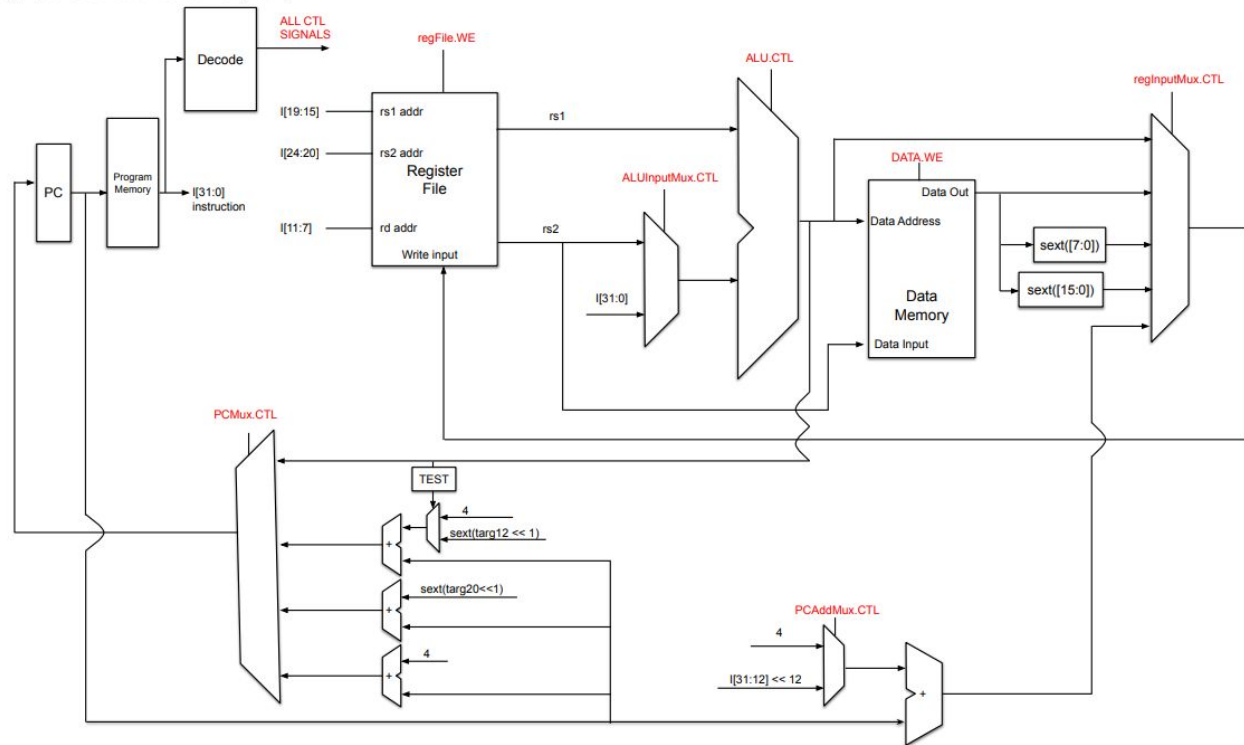 ALL CTL
SIGNALS
Decode
regFile.WE
ALU.CTL
regInputMux.CTL
I[19:15]
rs1 addr
rs1
I[24:20]
rs2 addr
Register
File
PC
Program
Memory
I[31:0]
instruction
ALUInputMux.CTL
DATA.WE
Data Out
I[11:7]
rd addr
rs2
Data Address
Write input
sext([7:0])
I[31:0]
sext([15:0])
Data
Memory
Data Input
PCMux.CTL
TEST
4
sext(targ12 << 1)
+
sext(targ20<<1)
+
PCAddMux.CTL
4
4
+
I[31:12] << 12
+